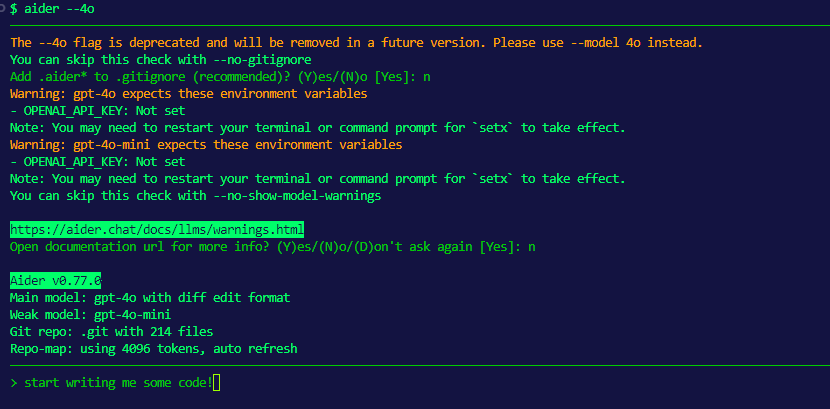 $ aider --4o
The --4o flag is deprecated and will be removed in a future version. Please use --model 4o instead.
You can skip this check with --no-gitignore
Add .aider* to .gitignore (recommended)? (Y)es/(N)o [Yes]: n
Warning: gpt-4o expects these environment variables
- OPENAI_API_KEY: Not set
Note: You may need to restart your terminal or command prompt for `setx` to take effect.
Warning: gpt-4o-mini expects these environment variables
- OPENAI_API_KEY: Not set
Note: You may need to restart your terminal or command prompt for `setx` to take effect.
You can skip this check with --no-show-model-warnings
https://aider.chat/docs/llms/warnings.html
Open documentation url for more info? (Y)es/(N)o/(D)on't ask again [Yes]: n
Aider v0.77.0
Main model: gpt-4o with diff edit format
Weak model: gpt-4o-mini
Git repo: .git with 214 files
Repo-map: using 4096 tokens, auto refresh
> start writing me some code!